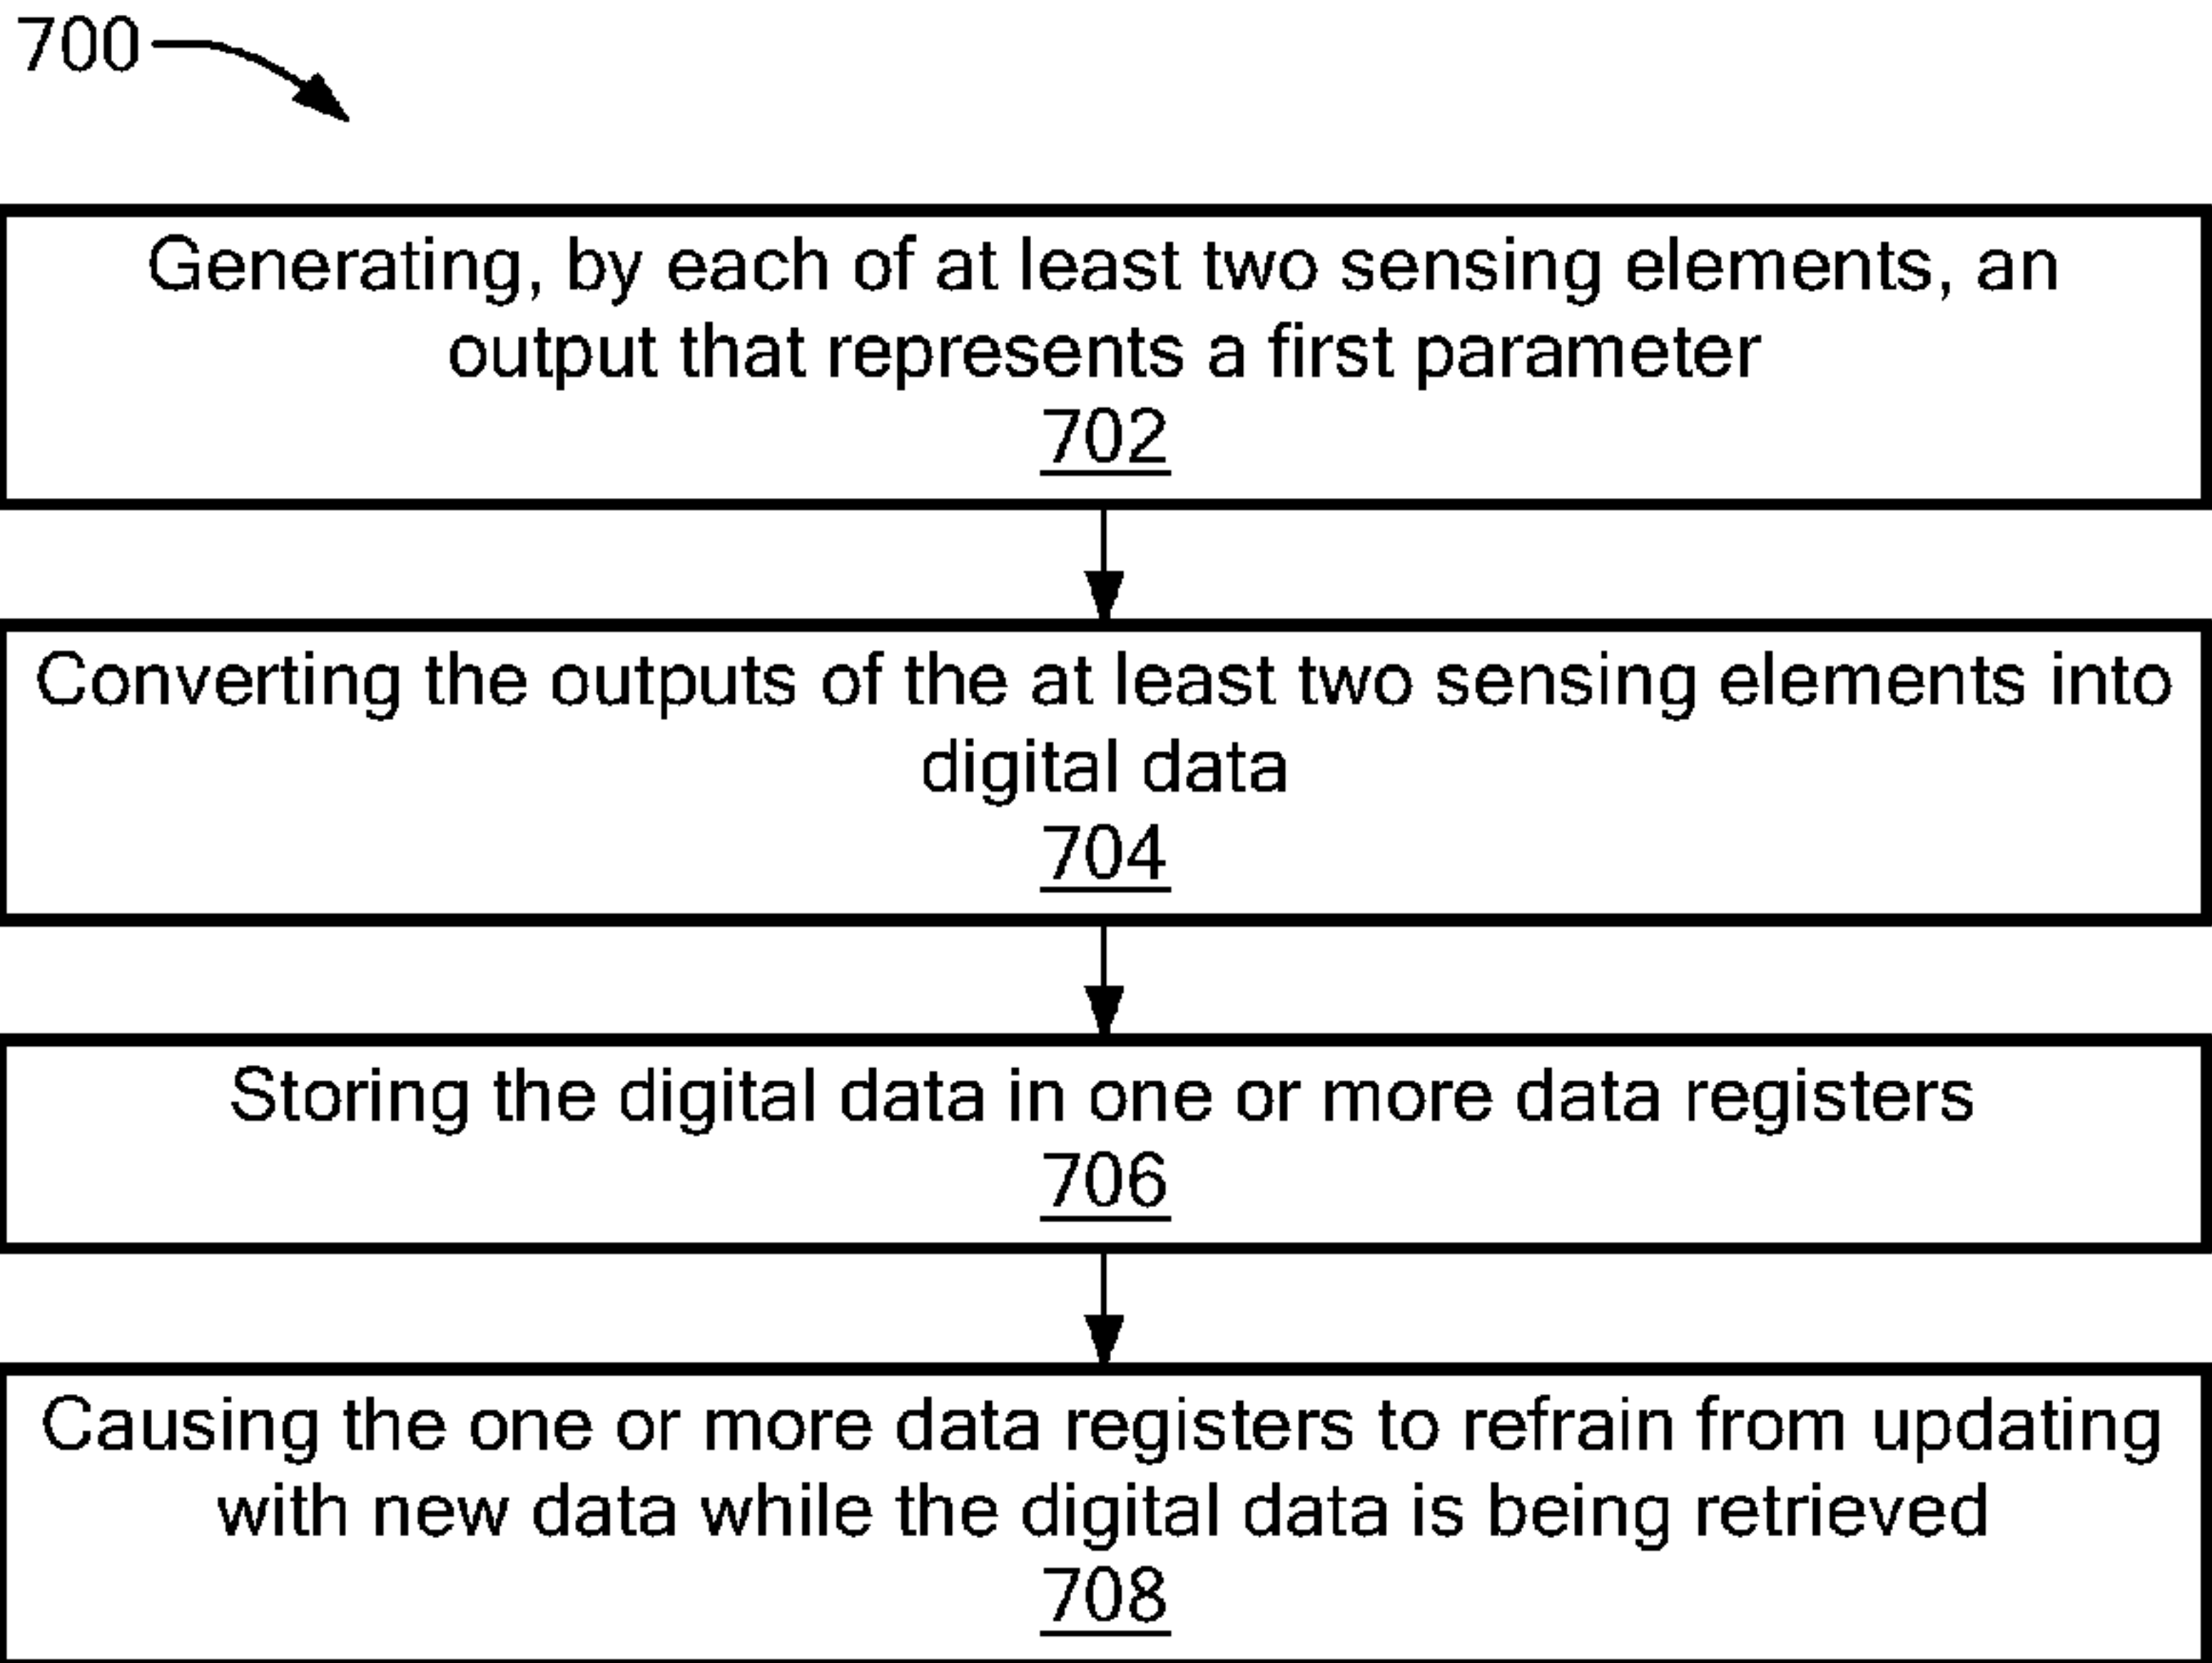 700
Generating, by each of at least two sensing elements, an
output that represents a first parameter
702
Converting the outputs of the at least two sensing elements into
digital data
704
Storing the digital data in one or more data registers
706
Causing the one or more data registers to refrain from updating
with new data while the digital data is being retrieved
708